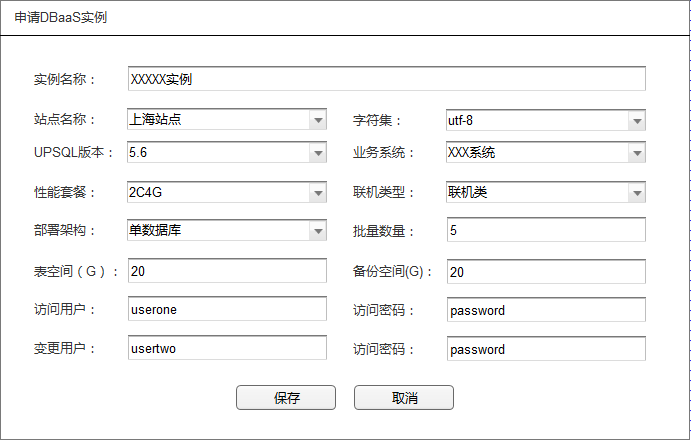 申请DBaaS实例
实例名称： XXXXX实例
站点名称： 上海站点 字符集： utf-8
UPSQL版本： 5.6 业务系统： XXX系统
性能套餐： 2C4G 联机类型： 联机类
部署架构： 单数据库 批量数量： 5
表空间（G）： 20 备份空间(G)： 20
访问用户： userone 访问密码： password
变更用户： usertwo 访问密码： password
保存 取消